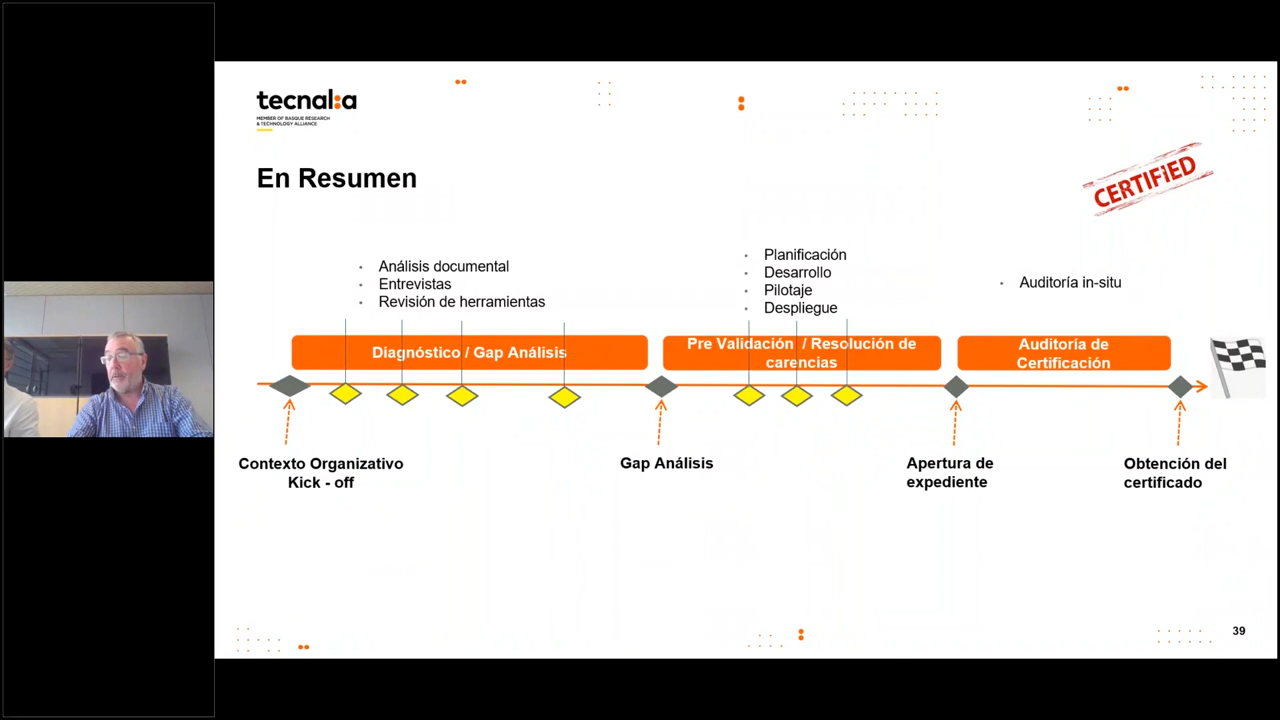 tecnal:a
MEMBER OF BASQUE RESEARCH
& TECHNOLOGY ALLIANCE
En Resumen
CERTIFIED
• Análisis documental
• Entrevistas
• Revisión de herramientas
• Planificación
• Desarrollo
• Pilotaje
• Despliegue
• Auditoría in-situ
Diagnóstico / Gap Análisis
Pre Validación / Resolución de
carencias
Auditoría de
Certificación
Contexto Organizativo
Kick - off
Gap Análisis
Apertura de
expediente
Obtención del
certificado
39